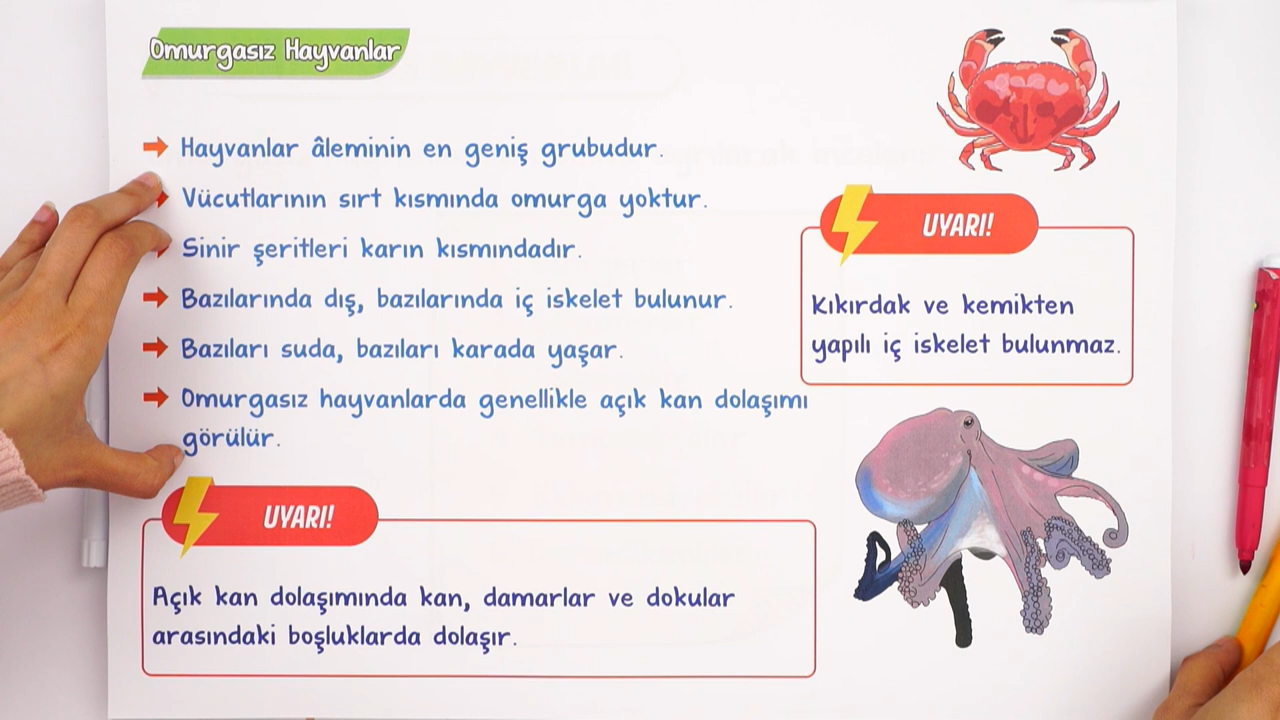 Omurgasız Hayvanlar
Hayvanlar âleminin en geniş grubudur.
Vücutlarının sırt kısmında omurga yoktur.
Sinir şeritleri karın kısmındadır.
Bazılarında dış, bazılarında iç iskelet bulunur.
Bazıları suda, bazıları karada yaşar.
Omurgasız hayvanlarda genellikle açık kan dolaşımı
görülür.
UYARI!
Kıkırdak ve kemikten
yapılı iç iskelet bulunmaz.
UYARI!
Açık kan dolaşımında kan, damarlar ve dokular
arasındaki boşluklarda dolaşır.